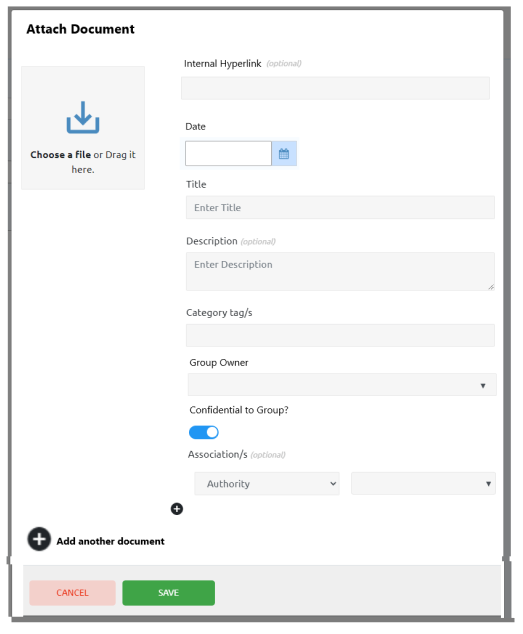 Attach Document
Internal Hyperlink (optional)
Choose a file or Drag it
here.
Date
Title
Enter Title
Description (optional)
Enter Description
Category tag/s
Group Owner
Confidential to Group?
Association/s (optional)
Authority
Add another document
CANCEL
SAVE